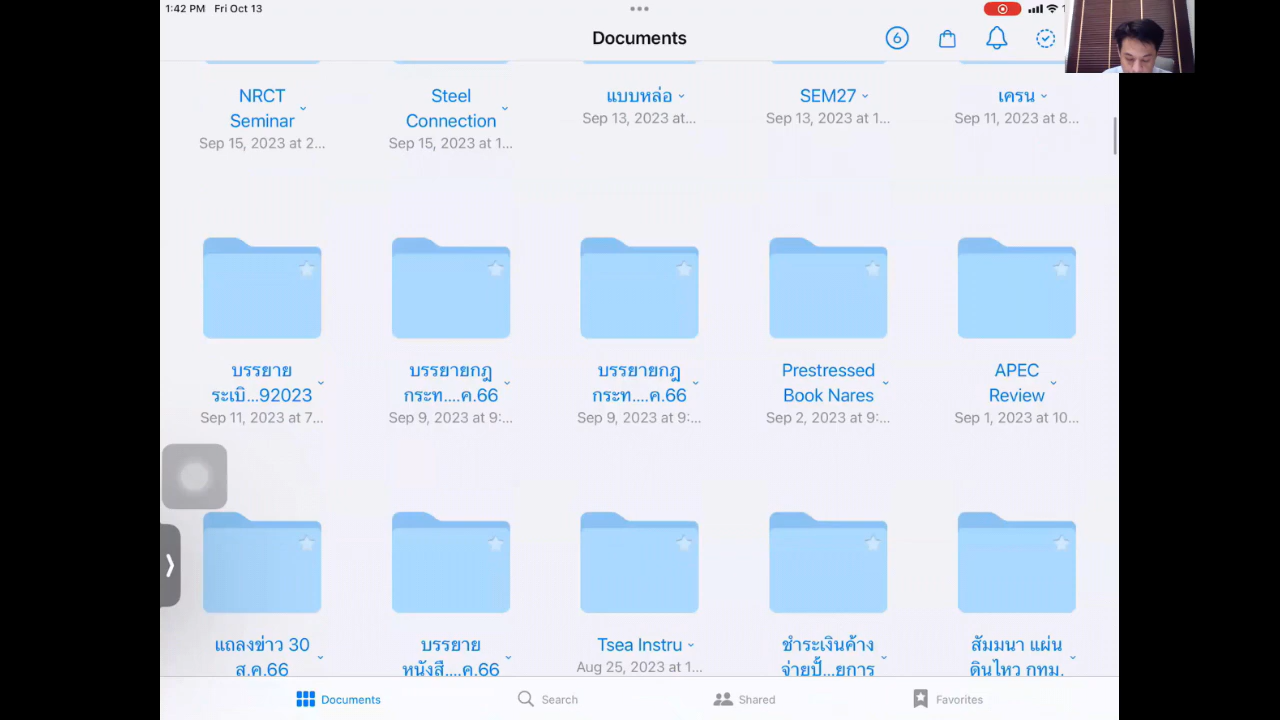 1:42 PM Fri Oct 13
Documents
6
NRCT
Seminar
Sep 15, 2023 at 2...
Steel
Connection
Sep 15, 2023 at 1...
แบบหล่อ
Sep 13, 2023 at...
SEM27
Sep 13, 2023 at 1...
เครน
Sep 11, 2023 at 8...
บรรยาย
ระเบิ...92023
Sep 11, 2023 at 7...
บรรยายกฎ
กระท....ค.66
Sep 9, 2023 at 9:...
บรรยายกฎ
กระท....ค.66
Sep 9, 2023 at 9:...
Prestressed
Book Nares
Sep 2, 2023 at 9:...
APEC
Review
Sep 1, 2023 at 10...
แถลงข่าว 30
ส.ค.66
บรรยาย
หนังสื....ค.66
Tsea Instru
Aug 25, 2023 at 1...
ชำระเงินค้าง
จ่ายปั้...ยการ
สัมมนา แผ่น
ดินไหว กทม.
Documents
Search
Shared
Favorites